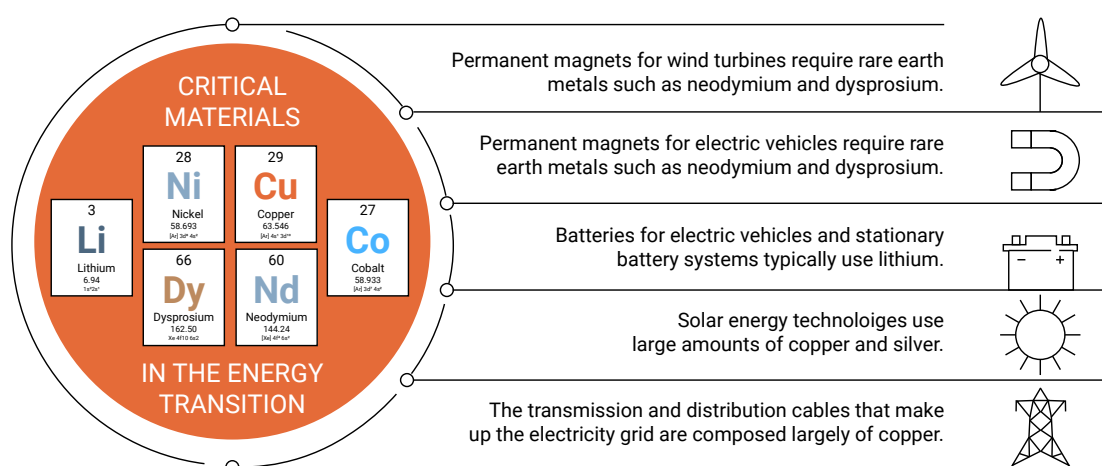 CRITICAL
MATERIALS
28
Ni
Nickel
58.693
29
Cu
Copper
63.546
3
Li
Lithium
6.94
27
Co
Cobalt
58.933
66
Dy
Dysprosium
162.50
Xe 4f10 6s2
60
Nd
Neodymium
144.24
IN THE ENERGY
TRANSITION
Permanent magnets for wind turbines require rare earth
metals such as neodymium and dysprosium.
Permanent magnets for electric vehicles require rare
earth metals such as neodymium and dysprosium.
Batteries for electric vehicles and stationary
battery systems typically use lithium.
Solar energy technoloiges use
large amounts of copper and silver.
The transmission and distribution cables that make
up the electricity grid are composed largely of copper.